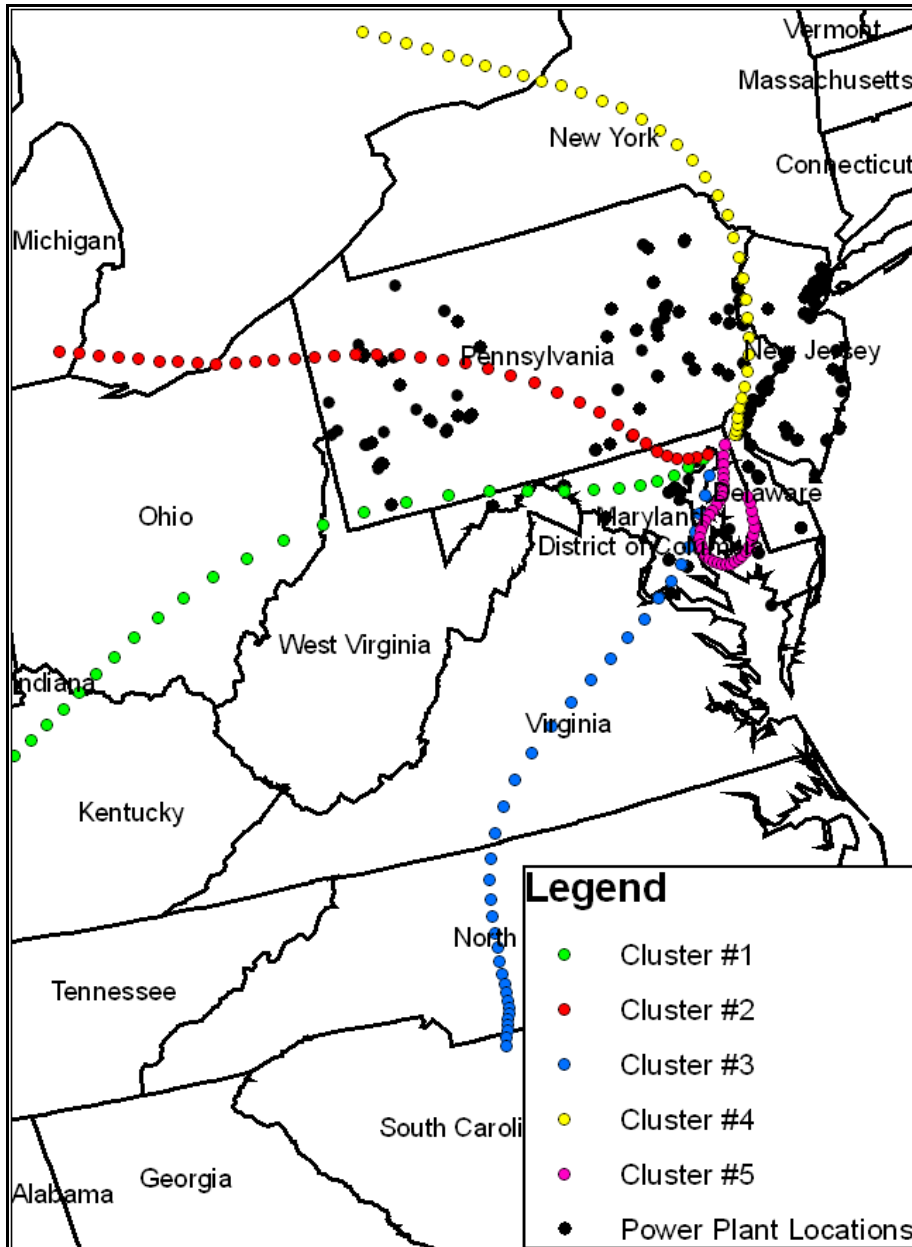 Vermont
Massachusetts
New York
Connecticut
Michigan
Pennsylvania
New Jersey
Ohio
Delaware
Maryland
District of Columbia
West Virginia
Indiana
Virginia
Kentucky
Legend
North
Cluster #1
Tennessee
Cluster #2
Cluster #3
South Caroli
Cluster #4
Georgia
Cluster #5
Alabama
Power Plant Locations